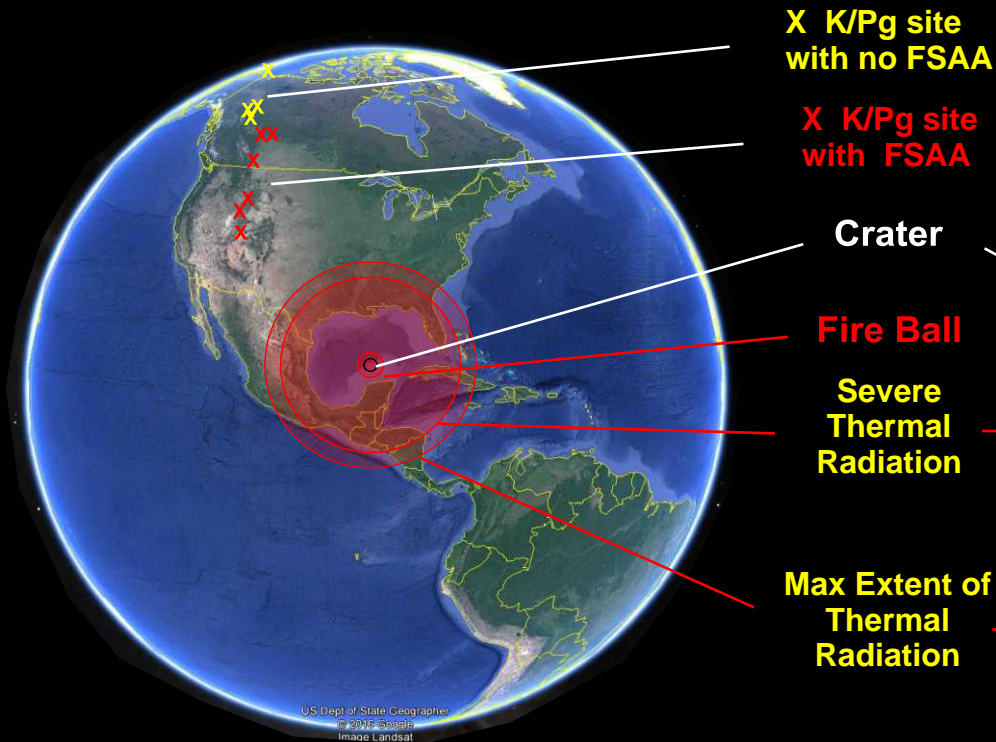 X K/Pg site
with no FSAA
X K/Pg site
with FSAA
Crater
Fire Ball
Severe
Thermal
Radiation
Max Extent of
Thermal
Radiation
X
X
X
X
X
X
X
X
X
X
US Dept of State Geographer
© 2016 Google
Image Landsat